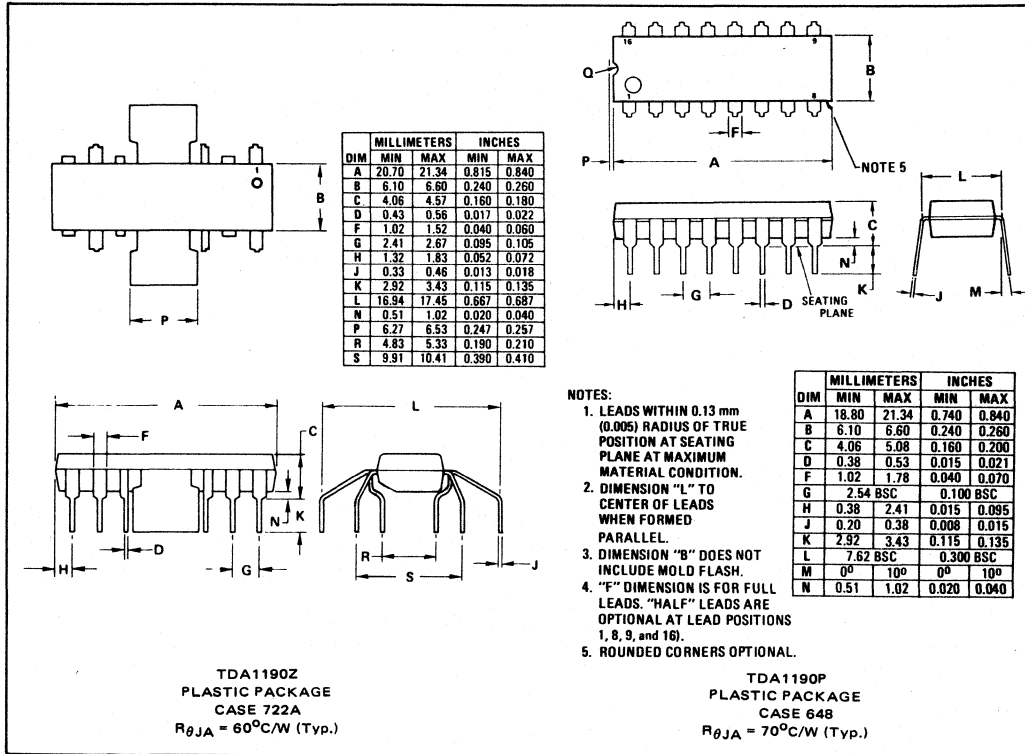 16 9
Q
B
1 8
F
P A
NOTE 5
L
C
N
K
H G D
SEATING
PLANE
J M
1
B
P
MILLIMETERS INCHES
DIM MIN MAX MIN MAX
A 20.70 21.34 0.815 0.840
B 6.10 6.60 0.240 0.260
C 4.06 4.57 0.160 0.180
D 0.43 0.56 0.017 0.022
F 1.02 1.52 0.040 0.060
G 2.41 2.67 0.095 0.105
H 1.32 1.83 0.052 0.072
J 0.33 0.46 0.013 0.018
K 2.92 3.43 0.115 0.135
L 16.94 17.45 0.667 0.687
N 0.51 1.02 0.020 0.040
P 6.27 6.53 0.247 0.257
R 4.83 5.33 0.190 0.210
S 9.91 10.41 0.390 0.410
A L
F C
N K
D R
H G S J
NOTES:
1. LEADS WITHIN 0.13 mm
(0.005) RADIUS OF TRUE
POSITION AT SEATING
PLANE AT MAXIMUM
MATERIAL CONDITION.
2. DIMENSION "L" TO
CENTER OF LEADS
WHEN FORMED
PARALLEL.
3. DIMENSION "B" DOES NOT
INCLUDE MOLD FLASH.
4. "F" DIMENSION IS FOR FULL
LEADS. "HALF" LEADS ARE
OPTIONAL AT LEAD POSITIONS
1, 8, 9, and 16).
5. ROUNDED CORNERS OPTIONAL.
MILLIMETERS INCHES
DIM MIN MAX MIN MAX
A 18.80 21.34 0.740 0.840
B 6.10 6.60 0.240 0.260
C 4.06 5.08 0.160 0.200
D 0.38 0.53 0.015 0.021
F 1.02 1.78 0.040 0.070
G 2.54 BSC 0.100 BSC
H 0.38 2.41 0.015 0.095
J 0.20 0.38 0.008 0.015
K 2.92 3.43 0.115 0.135
L 7.62 BSC 0.300 BSC
M 0º 10º 0º 10º
N 0.51 1.02 0.020 0.040
TDA1190Z
PLASTIC PACKAGE
CASE 722A
RθJA = 60°C/W (Typ.)
TDA1190P
PLASTIC PACKAGE
CASE 648
RθJA = 70°C/W (Typ.)